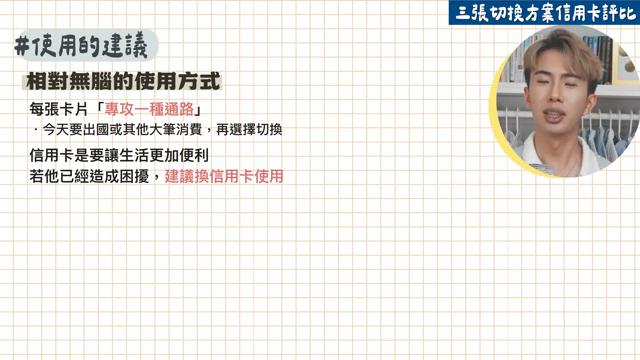 三張切換方案信用卡評比
#使用的建議
相對無腦的使用方式
每張卡片「專攻一種通路」
·今天要出國或其他大筆消費，再選擇切換
信用卡是要讓生活更加便利
若他已經造成困擾，建議換信用卡使用